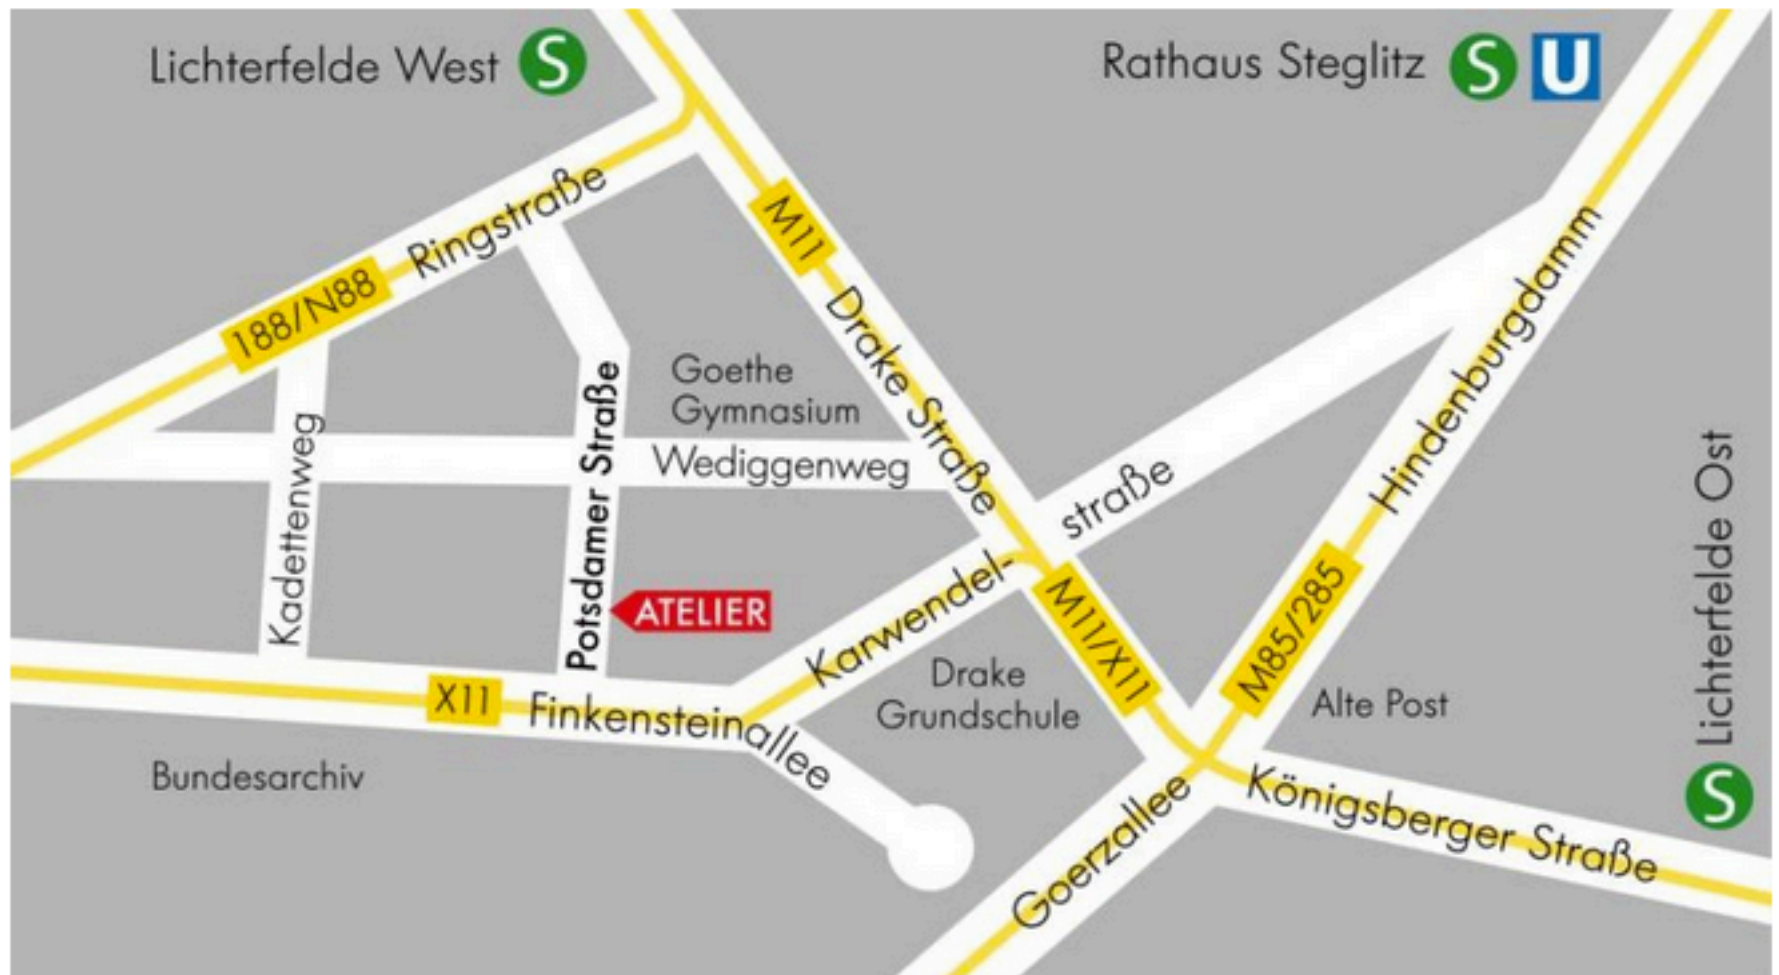 Lichterfelde West S
Rathaus Steglitz S U
M11
Ringstraße
188/N88
Drake Straße
Hindenburgdamm
Goethe
Gymnasium
Wediggenweg
Kadettenweg
Potsdamer Straße
straße
Karwendel-
ATELIER
M11/X11
M85/285
Lichterfelde Ost
S
Drake
Grundschule
Alte Post
X11
Finkensteinallee
Bundesarchiv
Königsberger Straße
Goerzallee